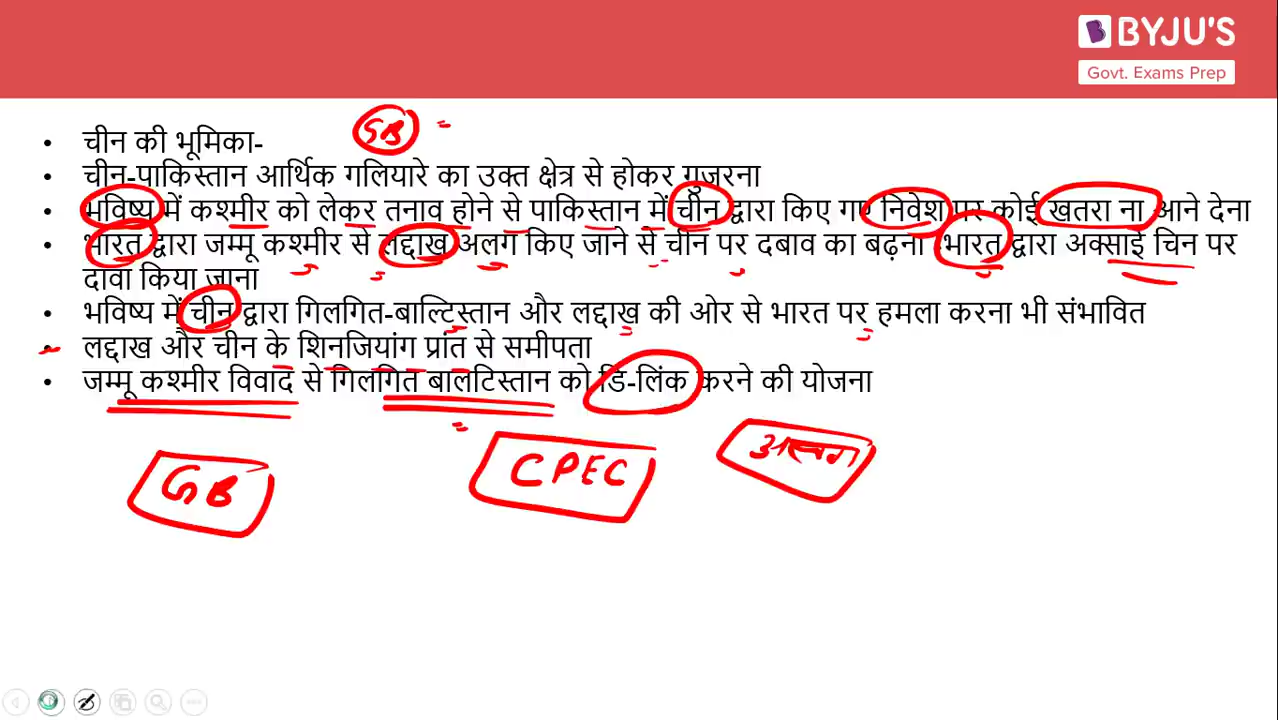 BYJU'S
Govt. Exams Prep
GB
• चीन की भूमिका-
• चीन-पाकिस्तान आर्थिक गलियारे का उक्त क्षेत्र से होकर गुजरना
• भविष्य में कश्मीर को लेकर तनाव होने से पाकिस्तान में चीन द्वारा किए गए निवेश पर कोई खतरा ना आने देना
• भारत द्वारा जम्मू कश्मीर से लद्दाख अलग किए जाने से चीन पर दबाव का बढ़ना भारत द्वारा अक्साई चिन पर
दावा किया जाना
• भविष्य में चीन द्वारा गिलगित-बाल्टिस्तान और लद्दाख की ओर से भारत पर हमला करना भी संभावित
• लद्दाख और चीन के शिनजियांग प्रांत से समीपता
• जम्मू कश्मीर विवाद से गिलगित बालटिस्तान को डि-लिंक करने की योजना
GB CPEC अलग